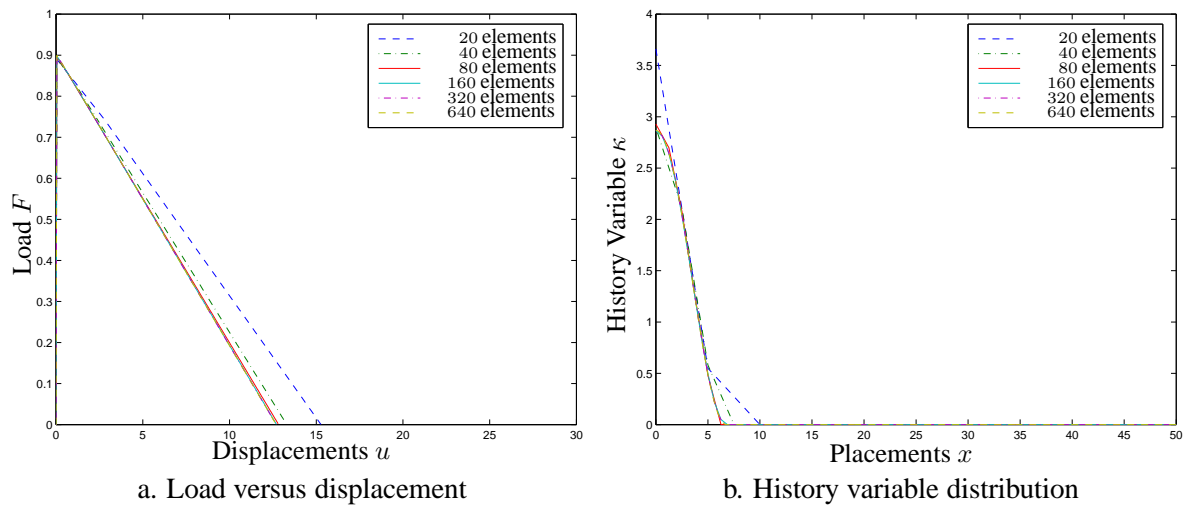 20 elements
40 elements
80 elements
160 elements
320 elements
640 elements
1
0.9
0.8
0.7
0.6
0.5
0.4
0.3
0.2
0.1
0
Load F
0 5 10 15 20 25 30
Displacements u
a. Load versus displacement
20 elements
40 elements
80 elements
160 elements
320 elements
640 elements
4
3.5
3
2.5
2
1.5
1
0.5
0
History Variable κ
0 5 10 15 20 25 30 35 40 45 50
Placements x
b. History variable distribution